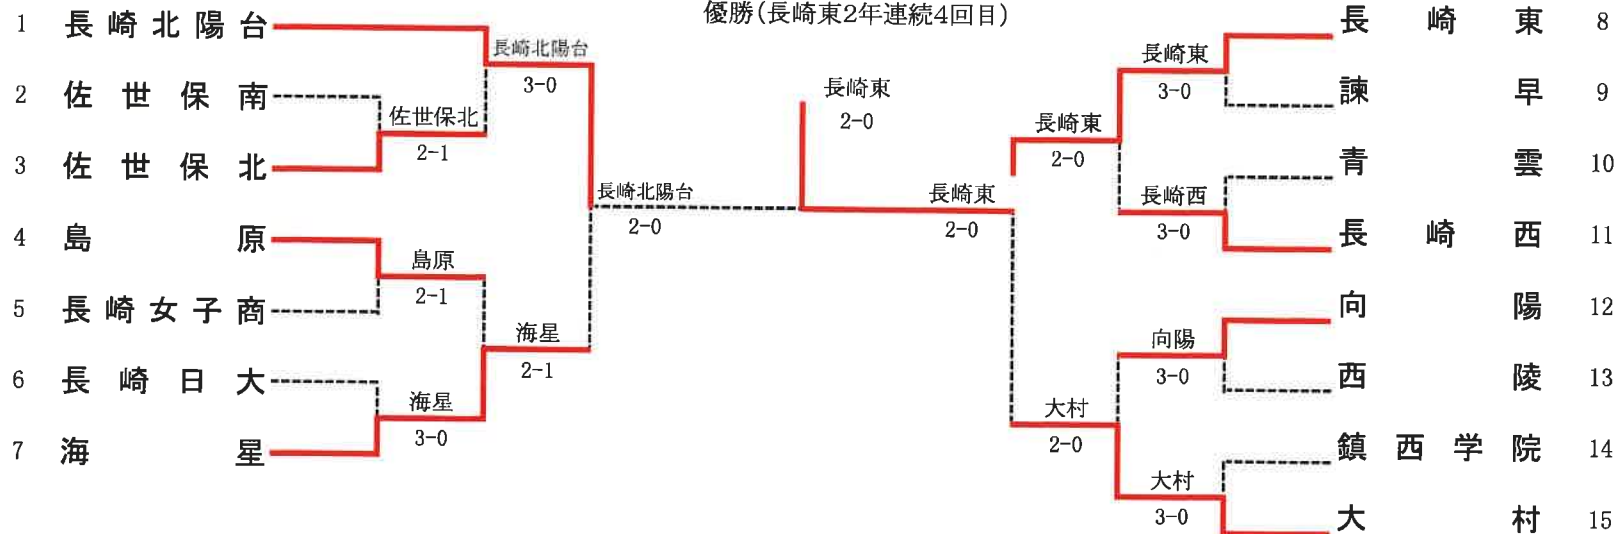 優勝(長崎東2年連続4回目)
1 長崎北陽台
2 佐世保南
3 佐世保北
4 島原
5 長崎女子商
6 長崎日大
7 海星
長崎北陽台
3-0
佐世保北
2-1
島原
2-1
海星
2-1
海星
3-0
長崎北陽台
2-0
長崎東
2-0
長崎東
2-0
長崎東
2-0
長崎東
3-0
長崎西
3-0
向陽
3-0
大村
2-0
大村
3-0
長崎東 8
諫早 9
青雲 10
長崎西 11
向陽 12
西陵 13
鎮西学院 14
大村 15